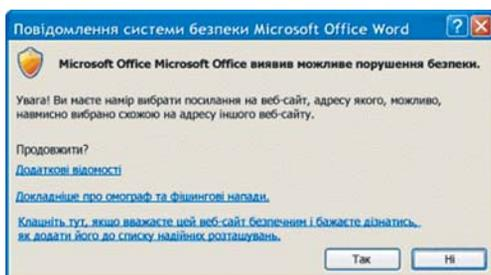 Повідомлення системи безпеки Microsoft Office Word
Microsoft Office Microsoft Office виявив можливе порушення безпеки.
Увага! Ви маєте намір вибрати посилання на веб-сайт, адресу якого, можливо,
навмисно вибрано схожою на адресу іншого веб-сайту.
Продовжити?
Додаткові відомості
Докладніше про омограф та фішингові напади.
Клацніть тут, якщо вважаєте цей веб-сайт безпечним і бажаєте дізнатись,
як додати його до списку надійних розташувань.
Так Ні